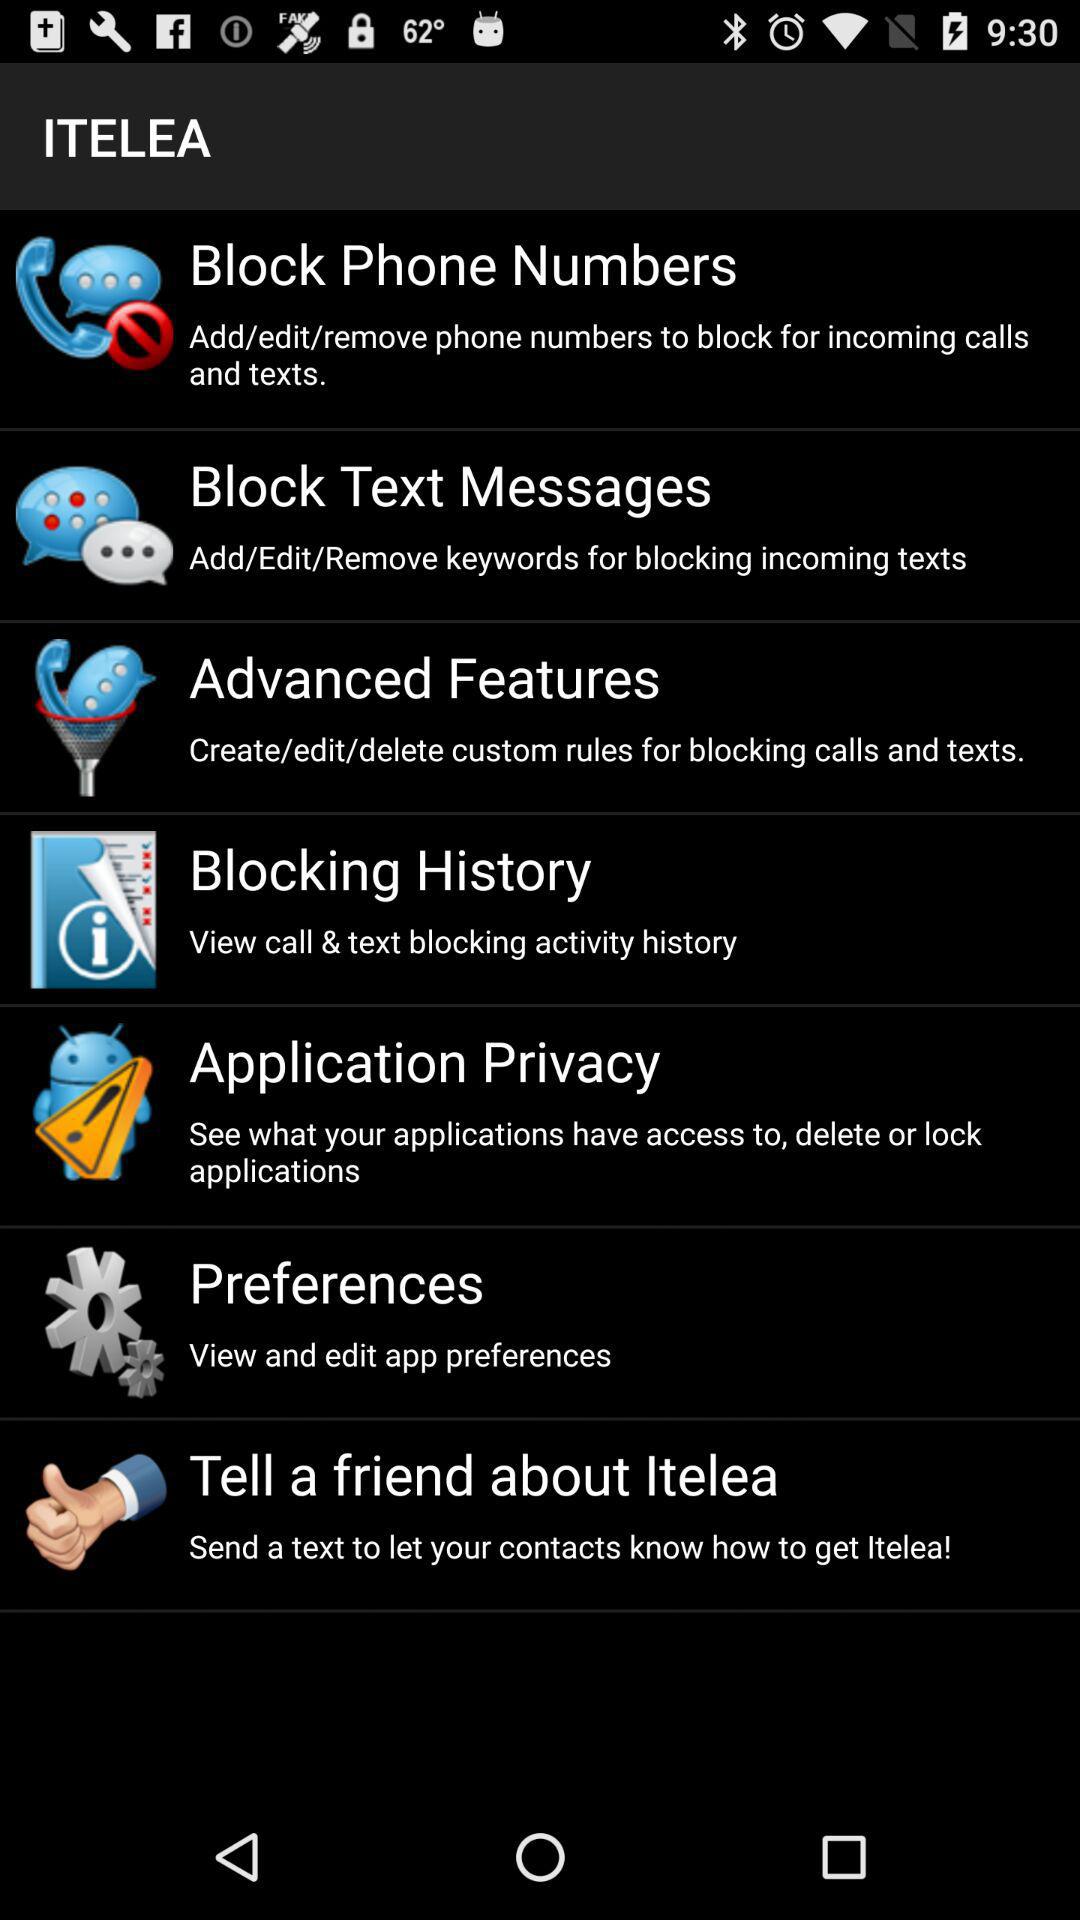 FAKE 62° 9:30
ITELEA
Block Phone Numbers
Add/edit/remove phone numbers to block for incoming calls
and texts.
Block Text Messages
Add/Edit/Remove keywords for blocking incoming texts
Advanced Features
Create/edit/delete custom rules for blocking calls and texts.
Blocking History
View call & text blocking activity history
Application Privacy
See what your applications have access to, delete or lock
applications
Preferences
View and edit app preferences
Tell a friend about Itelea
Send a text to let your contacts know how to get Itelea!